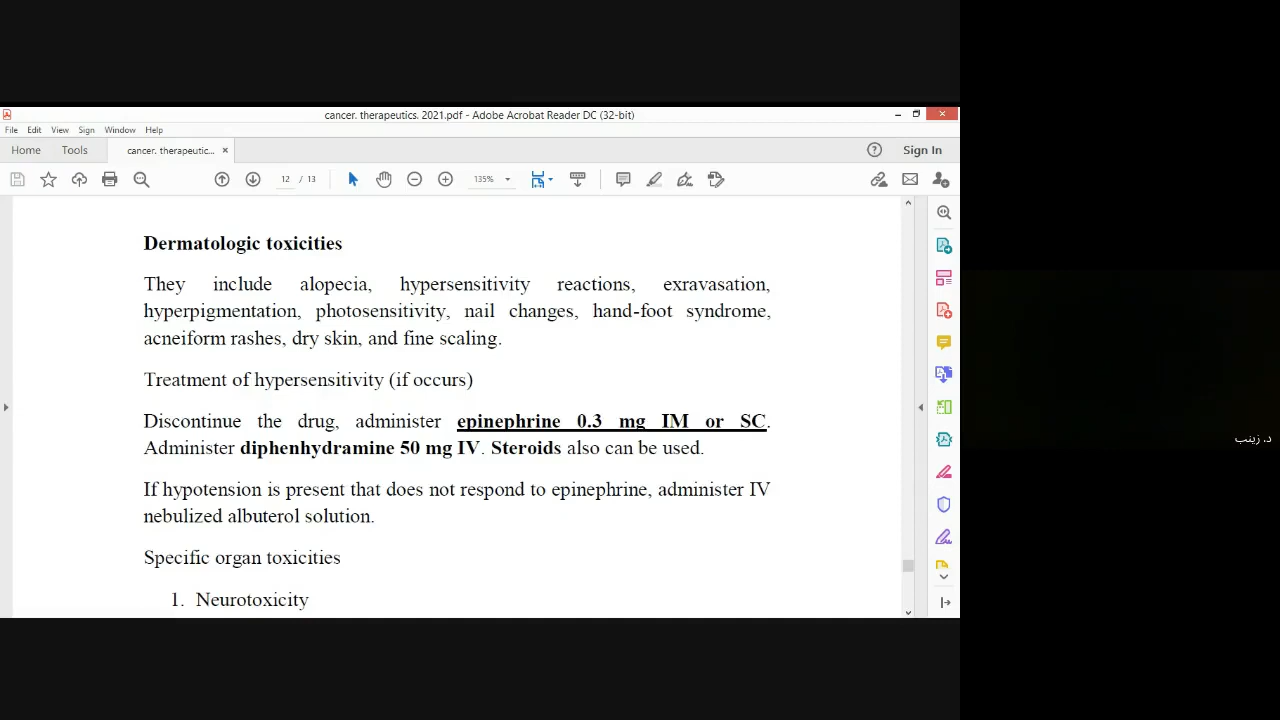 cancer. therapeutics. 2021.pdf - Adobe Acrobat Reader DC (32-bit)
File Edit View Sign Window Help
Home Tools cancer. therapeutic... × Sign In
12 / 13 135%
Dermatologic toxicities
They include alopecia, hypersensitivity reactions, exravasation,
hyperpigmentation, photosensitivity, nail changes, hand-foot syndrome,
acneiform rashes, dry skin, and fine scaling.
Treatment of hypersensitivity (if occurs)
Discontinue the drug, administer epinephrine 0.3 mg IM or SC.
Administer diphenhydramine 50 mg IV. Steroids also can be used.
If hypotension is present that does not respond to epinephrine, administer IV
nebulized albuterol solution.
Specific organ toxicities
1. Neurotoxicity
د. زينب